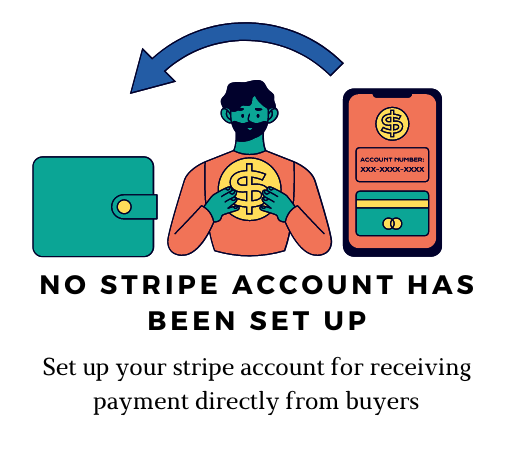 $
ACCOUNT NUMBER:
XXX-XXXX-XXXX
$
NO STRIPE ACCOUNT HAS
BEEN SET UP
Set up your stripe account for receiving
payment directly from buyers